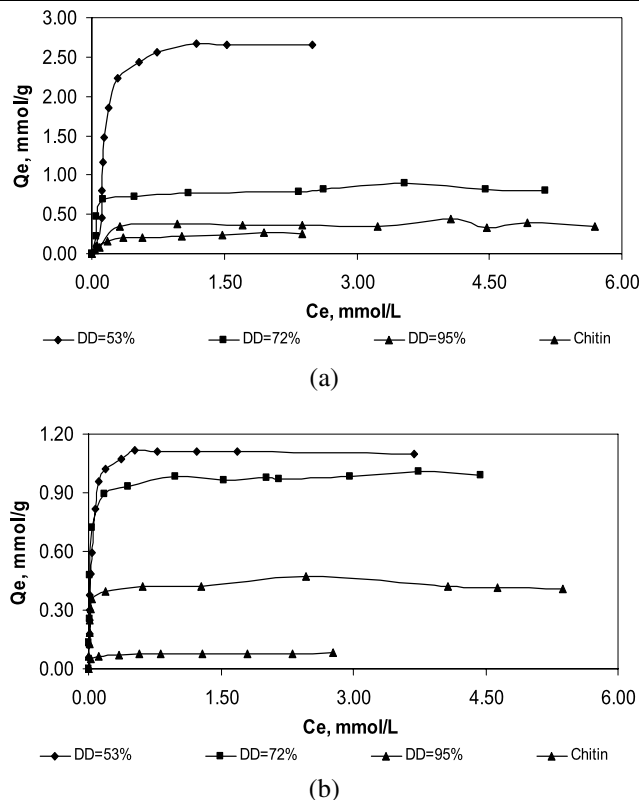 3.00
2.50
2.00
1.50
1.00
0.50
0.00
Qe, mmol/g
0.00 1.50 3.00 4.50 6.00
Ce, mmol/L
DD=53% DD=72% DD=95% Chitin
(a)
1.20
0.90
0.60
0.30
0.00
Qe, mmol/g
0.00 1.50 3.00 4.50 6.00
Ce, mmol/L
DD=53% DD=72% DD=95% Chitin
(b)